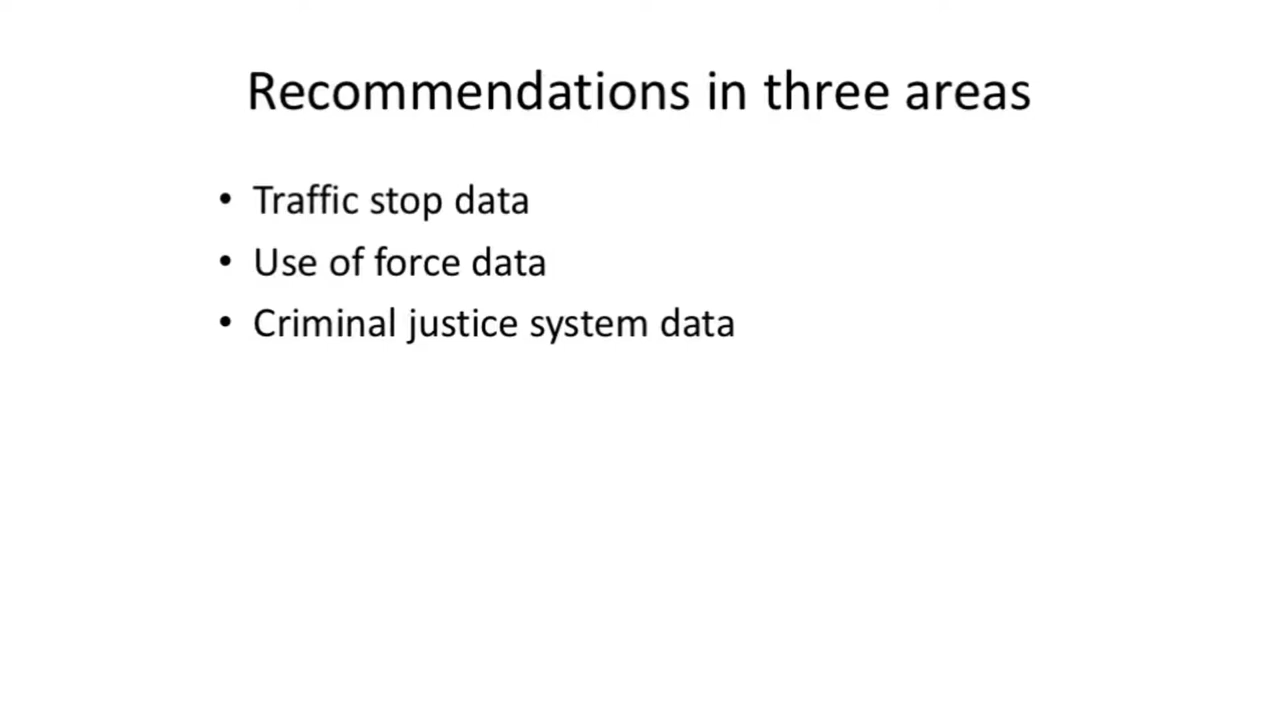 Recommendations in three areas
• Traffic stop data
• Use of force data
• Criminal justice system data